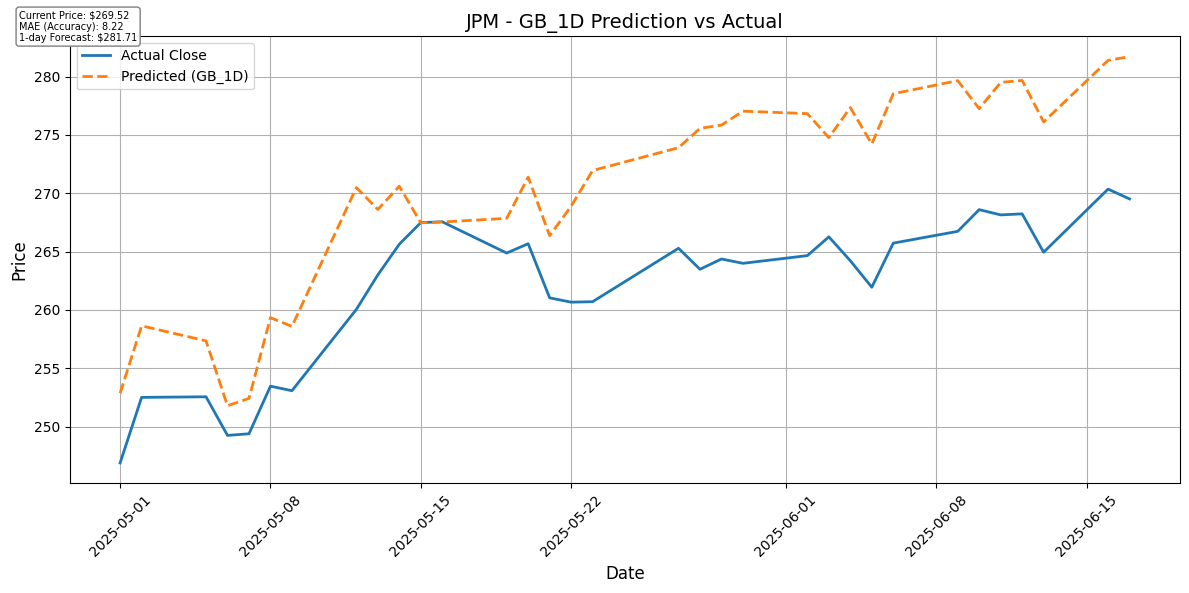 JPM - GB_1D Prediction vs Actual
Current Price: $269.52
MAE (Accuracy): 8.22
1-day Forecast: $281.71
Actual Close
Predicted (GB_1D)
280
275
270
265
260
255
250
Price
2025-05-01
2025-05-08
2025-05-15
2025-05-22
2025-06-01
2025-06-08
2025-06-15
Date